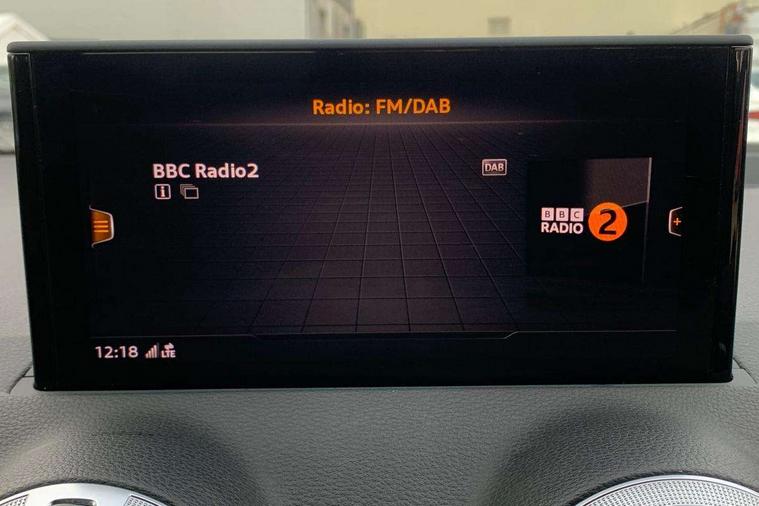 Radio: FM/DAB
BBC Radio2
DAB
BBC
RADIO 2
12:18 LTE